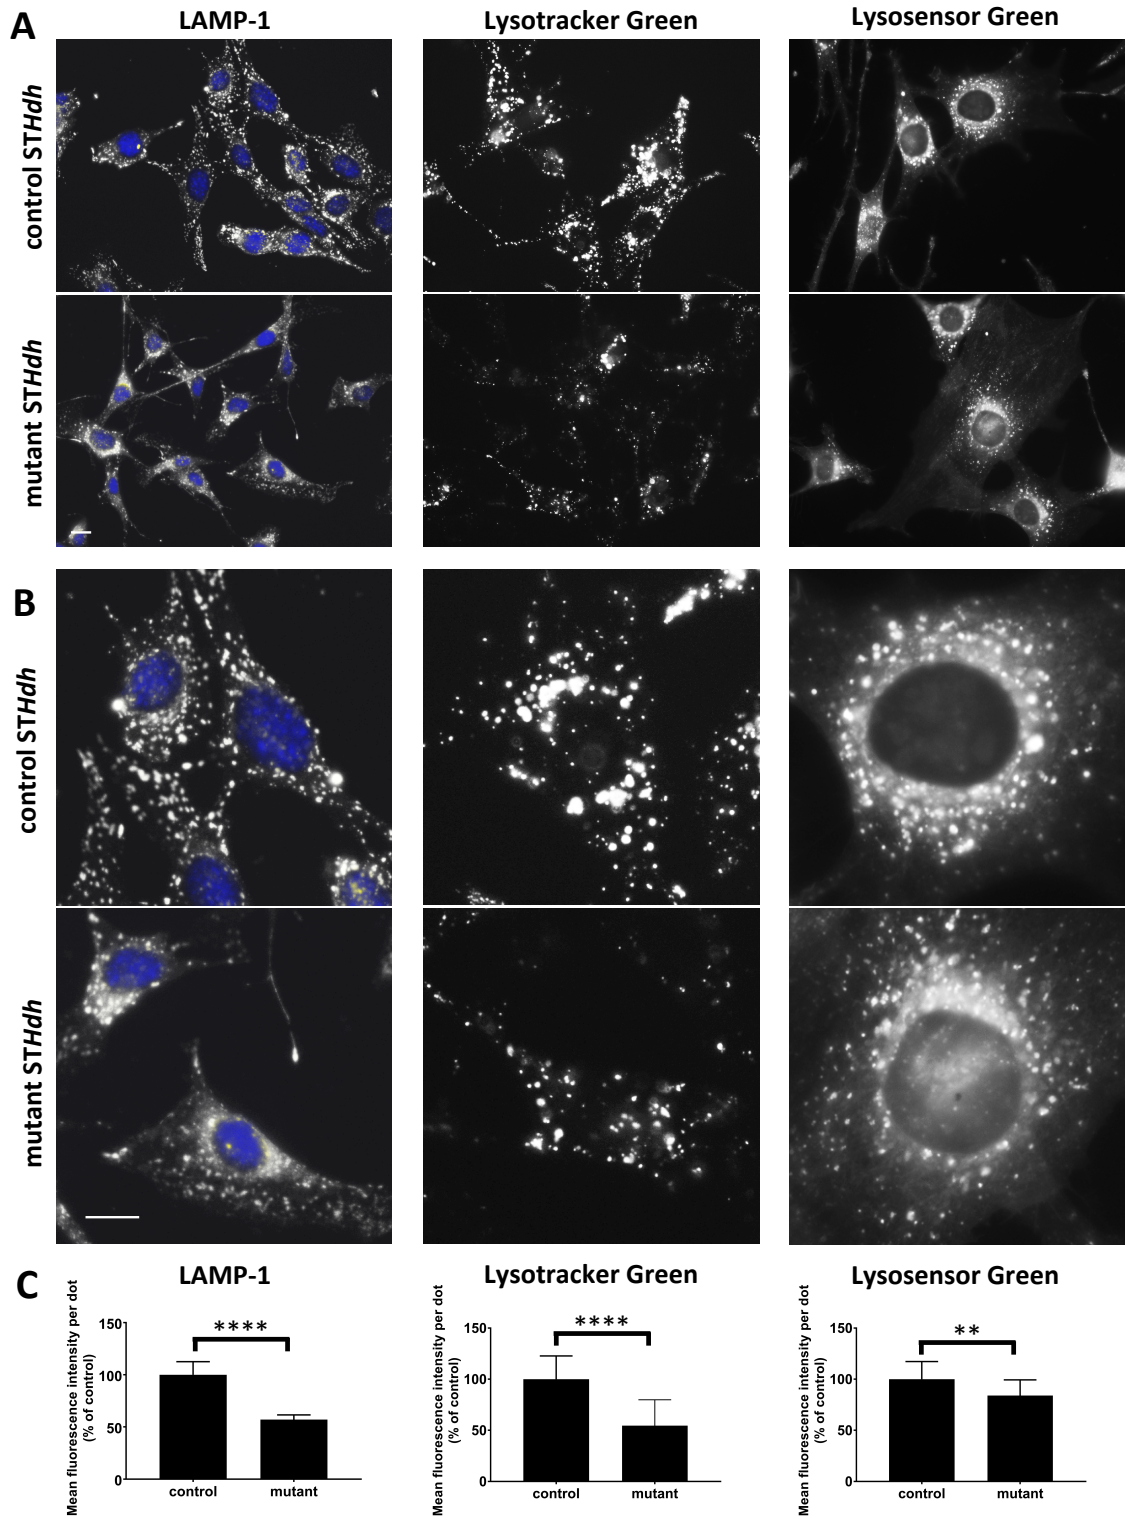 A
LAMP-1
Lysotracker Green
Lysosensor Green
control STHdh
mutant STHdh
B
control STHdh
mutant STHdh
C
LAMP-1
Lysotracker Green
Lysosensor Green
Mean fluorescence intensity per dot
(% of control)
150
100
50
0
****
control
mutant
Mean fluorescence intensity per dot
(% of control)
150
100
50
0
****
control
mutant
Mean fluorescence intensity per dot
(% of control)
150
100
50
0
**
control
mutant